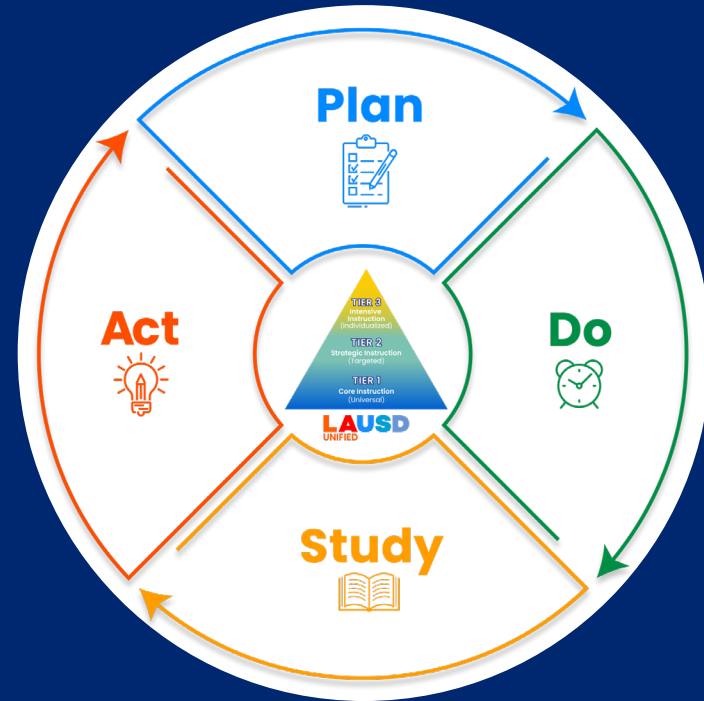 Plan
Act
Do
TIER 3
Intensive
Instruction
(Individualized)
TIER 2
Strategic Instruction
(Targeted)
TIER 1
Core Instruction
(Universal)
LAUSD
UNIFIED
Study